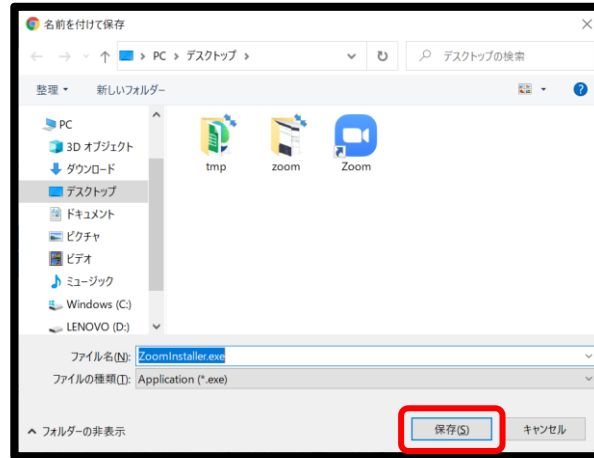 名前を付けて保存
PC > デスクトップ >
デスクトップの検索
整理
新しいフォルダー
PC
3D オブジェクト
ダウンロード
デスクトップ
ドキュメント
ピクチャ
ビデオ
ミュージック
Windows (C:)
LENOVO (D:)
tmp
zoom
Zoom
ファイル名(N): ZoomInstaller.exe
ファイルの種類(T): Application (*.exe)
フォルダーの非表示
保存(S)
キャンセル